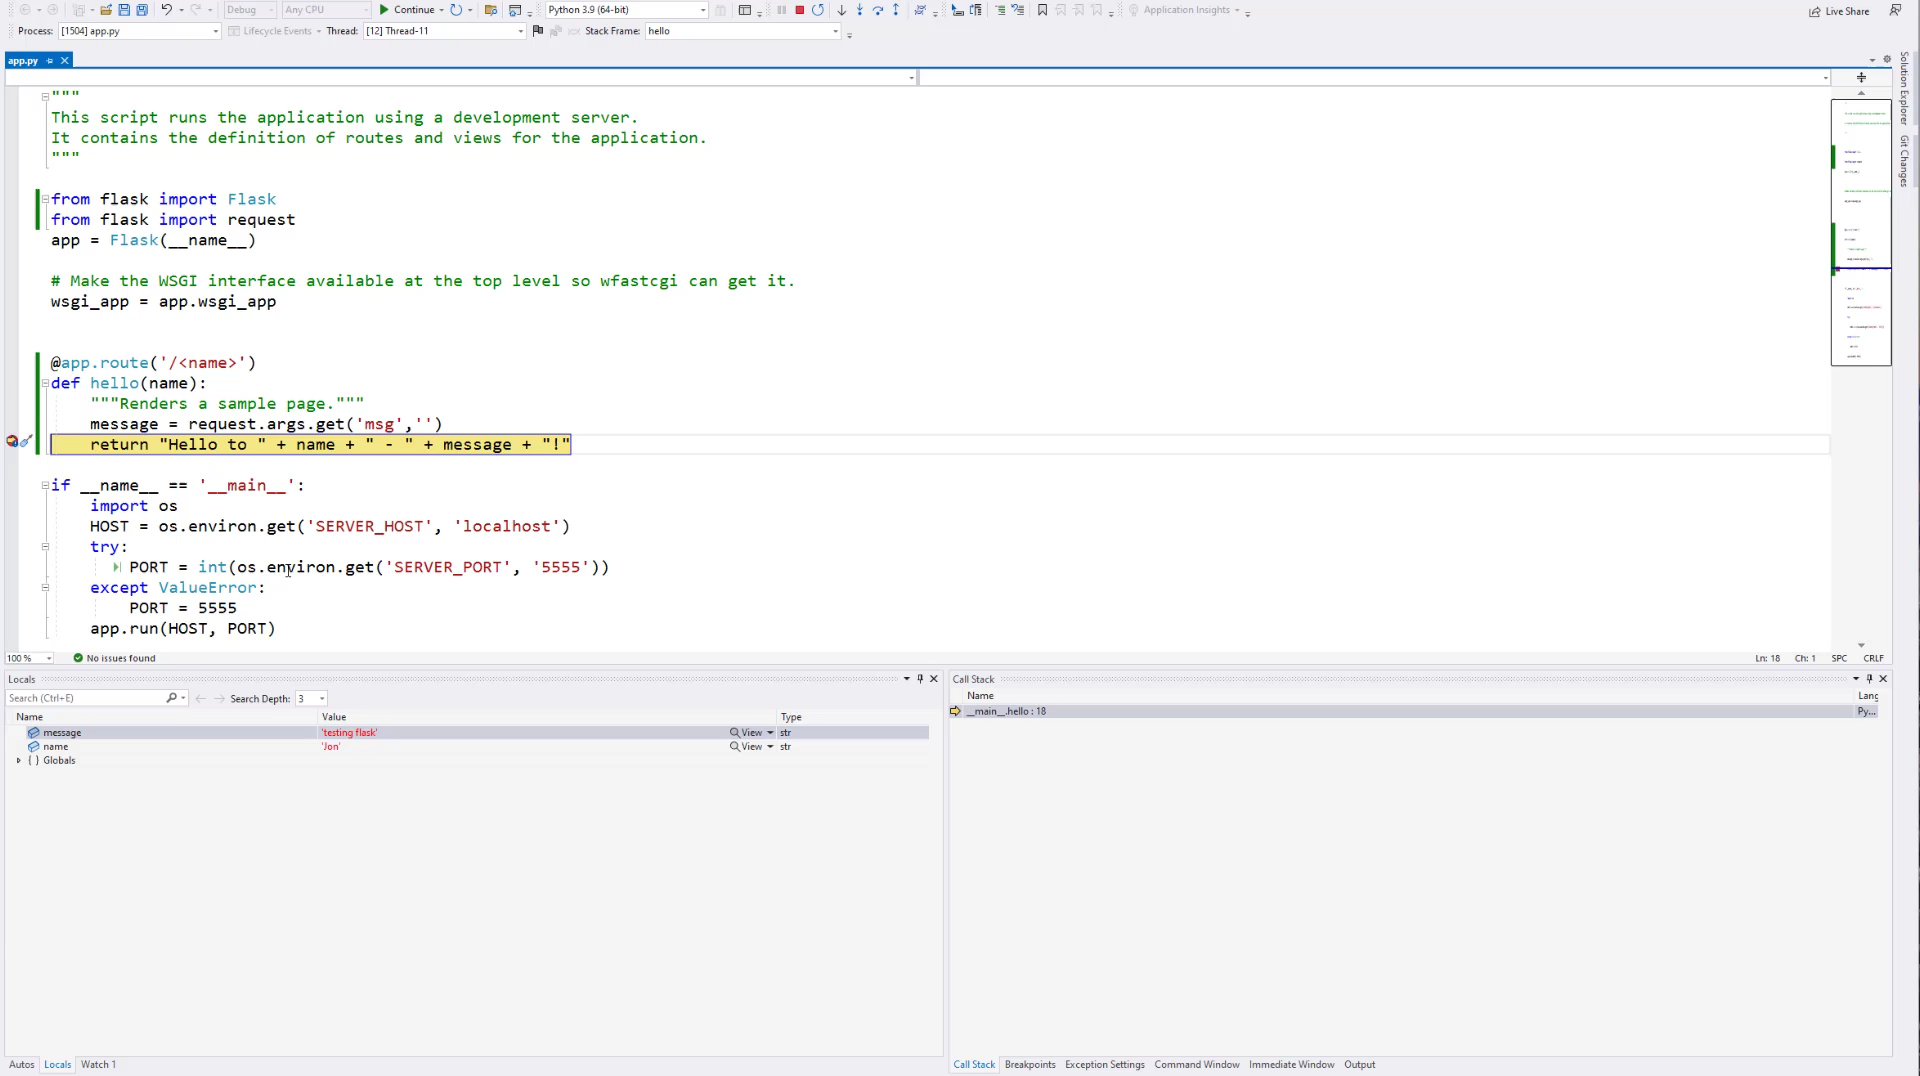 Debug Any CPU Continue Python 3.9 (64-bit) Application Insights Live Share
Process: [1504] app.py Lifecycle Events Thread: [12] Thread-11 Stack Frame: hello
app.py
Solution Explorer
Git Changes
"""
This script runs the application using a development server.
It contains the definition of routes and views for the application.
"""
from flask import Flask
from flask import request
app = Flask(__name__)
# Make the WSGI interface available at the top level so wfastcgi can get it.
wsgi_app = app.wsgi_app
@app.route('/<name>')
def hello(name):
"""Renders a sample page."""
message = request.args.get('msg','')
return "Hello to " + name + " - " + message + "!"
if __name__ == '__main__':
import os
HOST = os.environ.get('SERVER_HOST', 'localhost')
try:
PORT = int(os.environ.get('SERVER_PORT', '5555'))
except ValueError:
PORT = 5555
app.run(HOST, PORT)
100 % No issues found Ln: 18 Ch: 1 SPC CRLF
Locals
Search (Ctrl+E) Search Depth: 3
Name Value Type
message 'testing flask' View str
name 'Jon' View str
{ } Globals
Autos Locals Watch 1
Call Stack
Name Lang
__main__.hello : 18 Py...
Call Stack Breakpoints Exception Settings Command Window Immediate Window Output